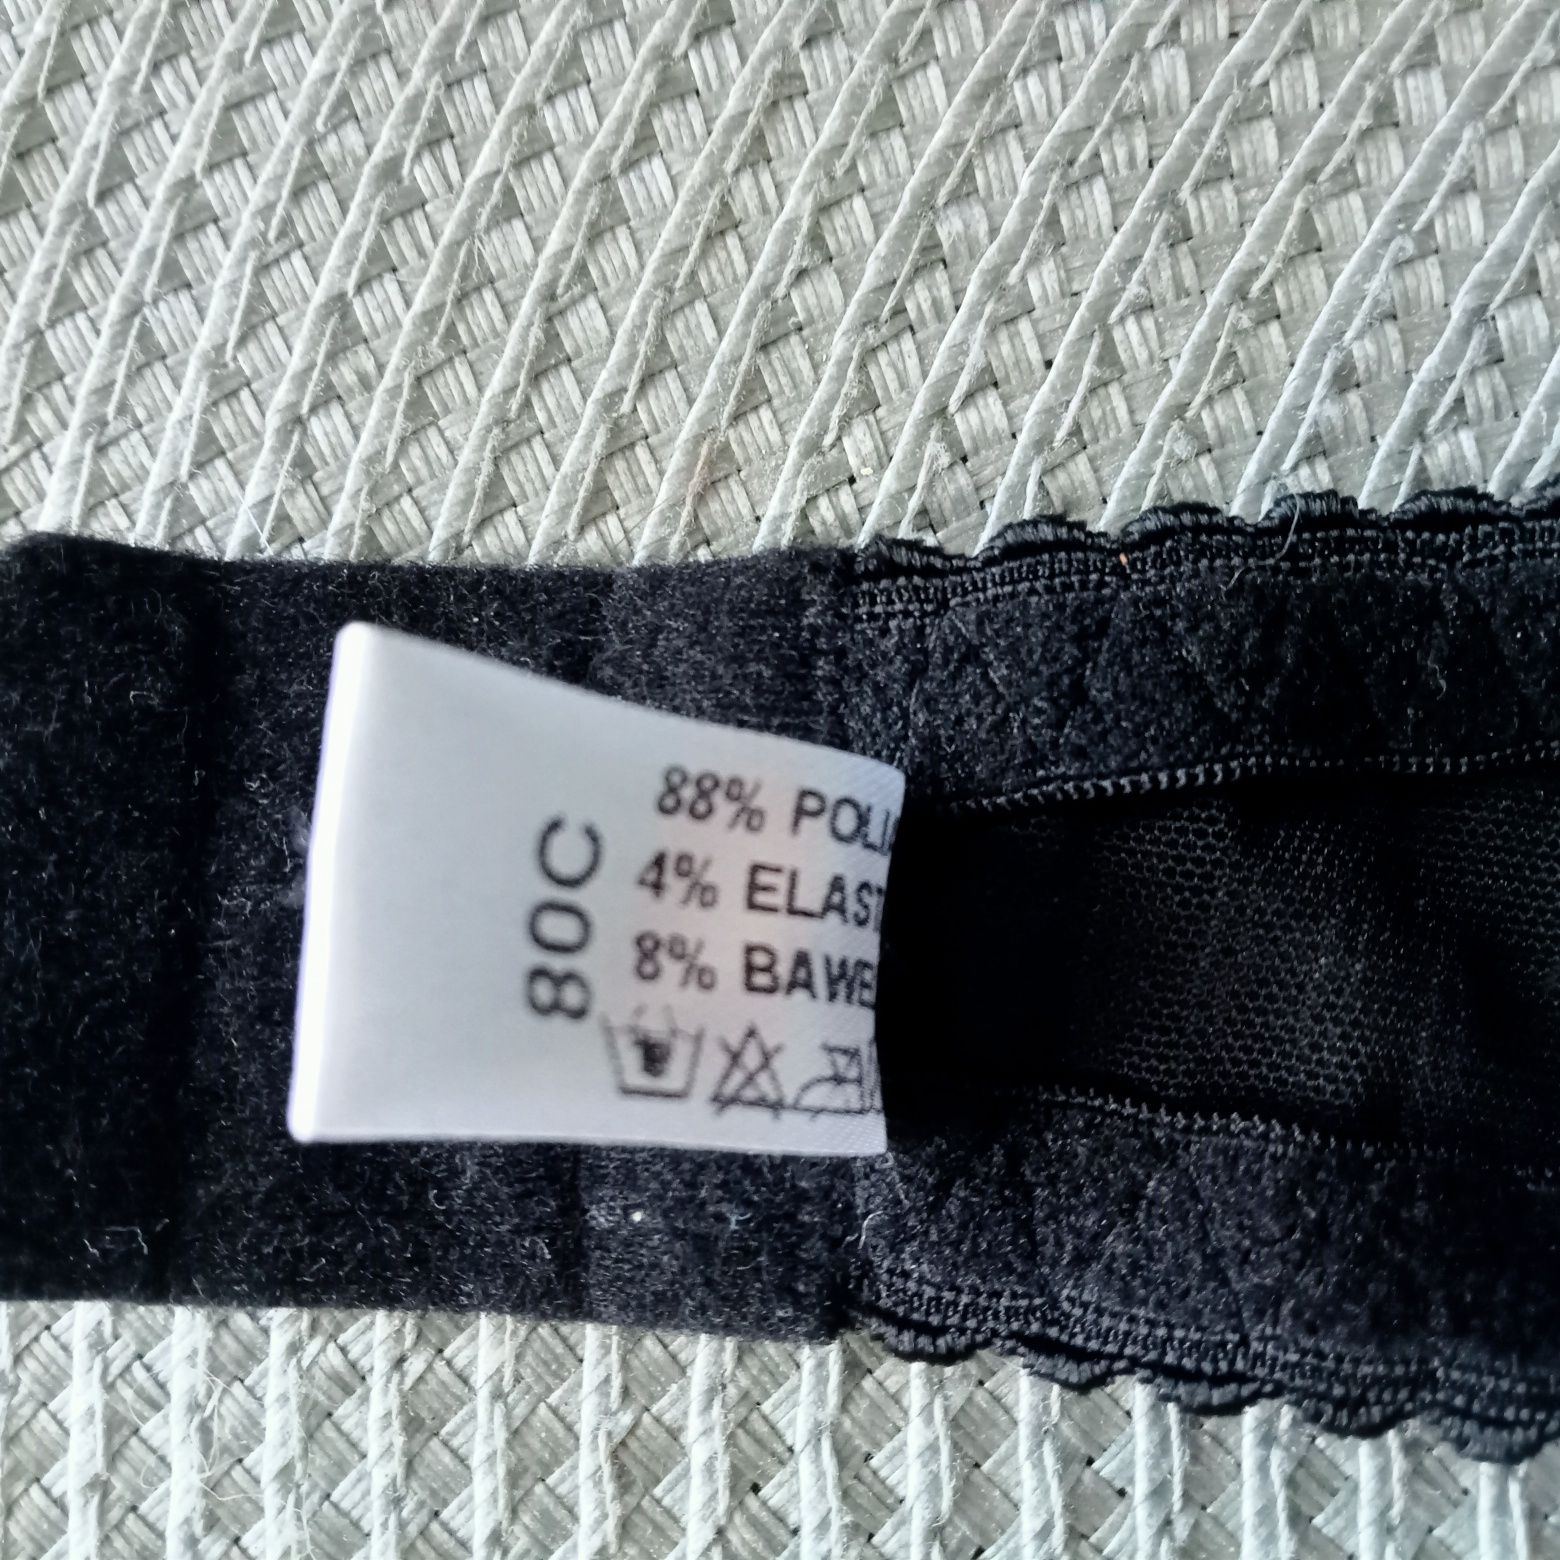 80C
88% POLI
4% ELAST
8% BAWE